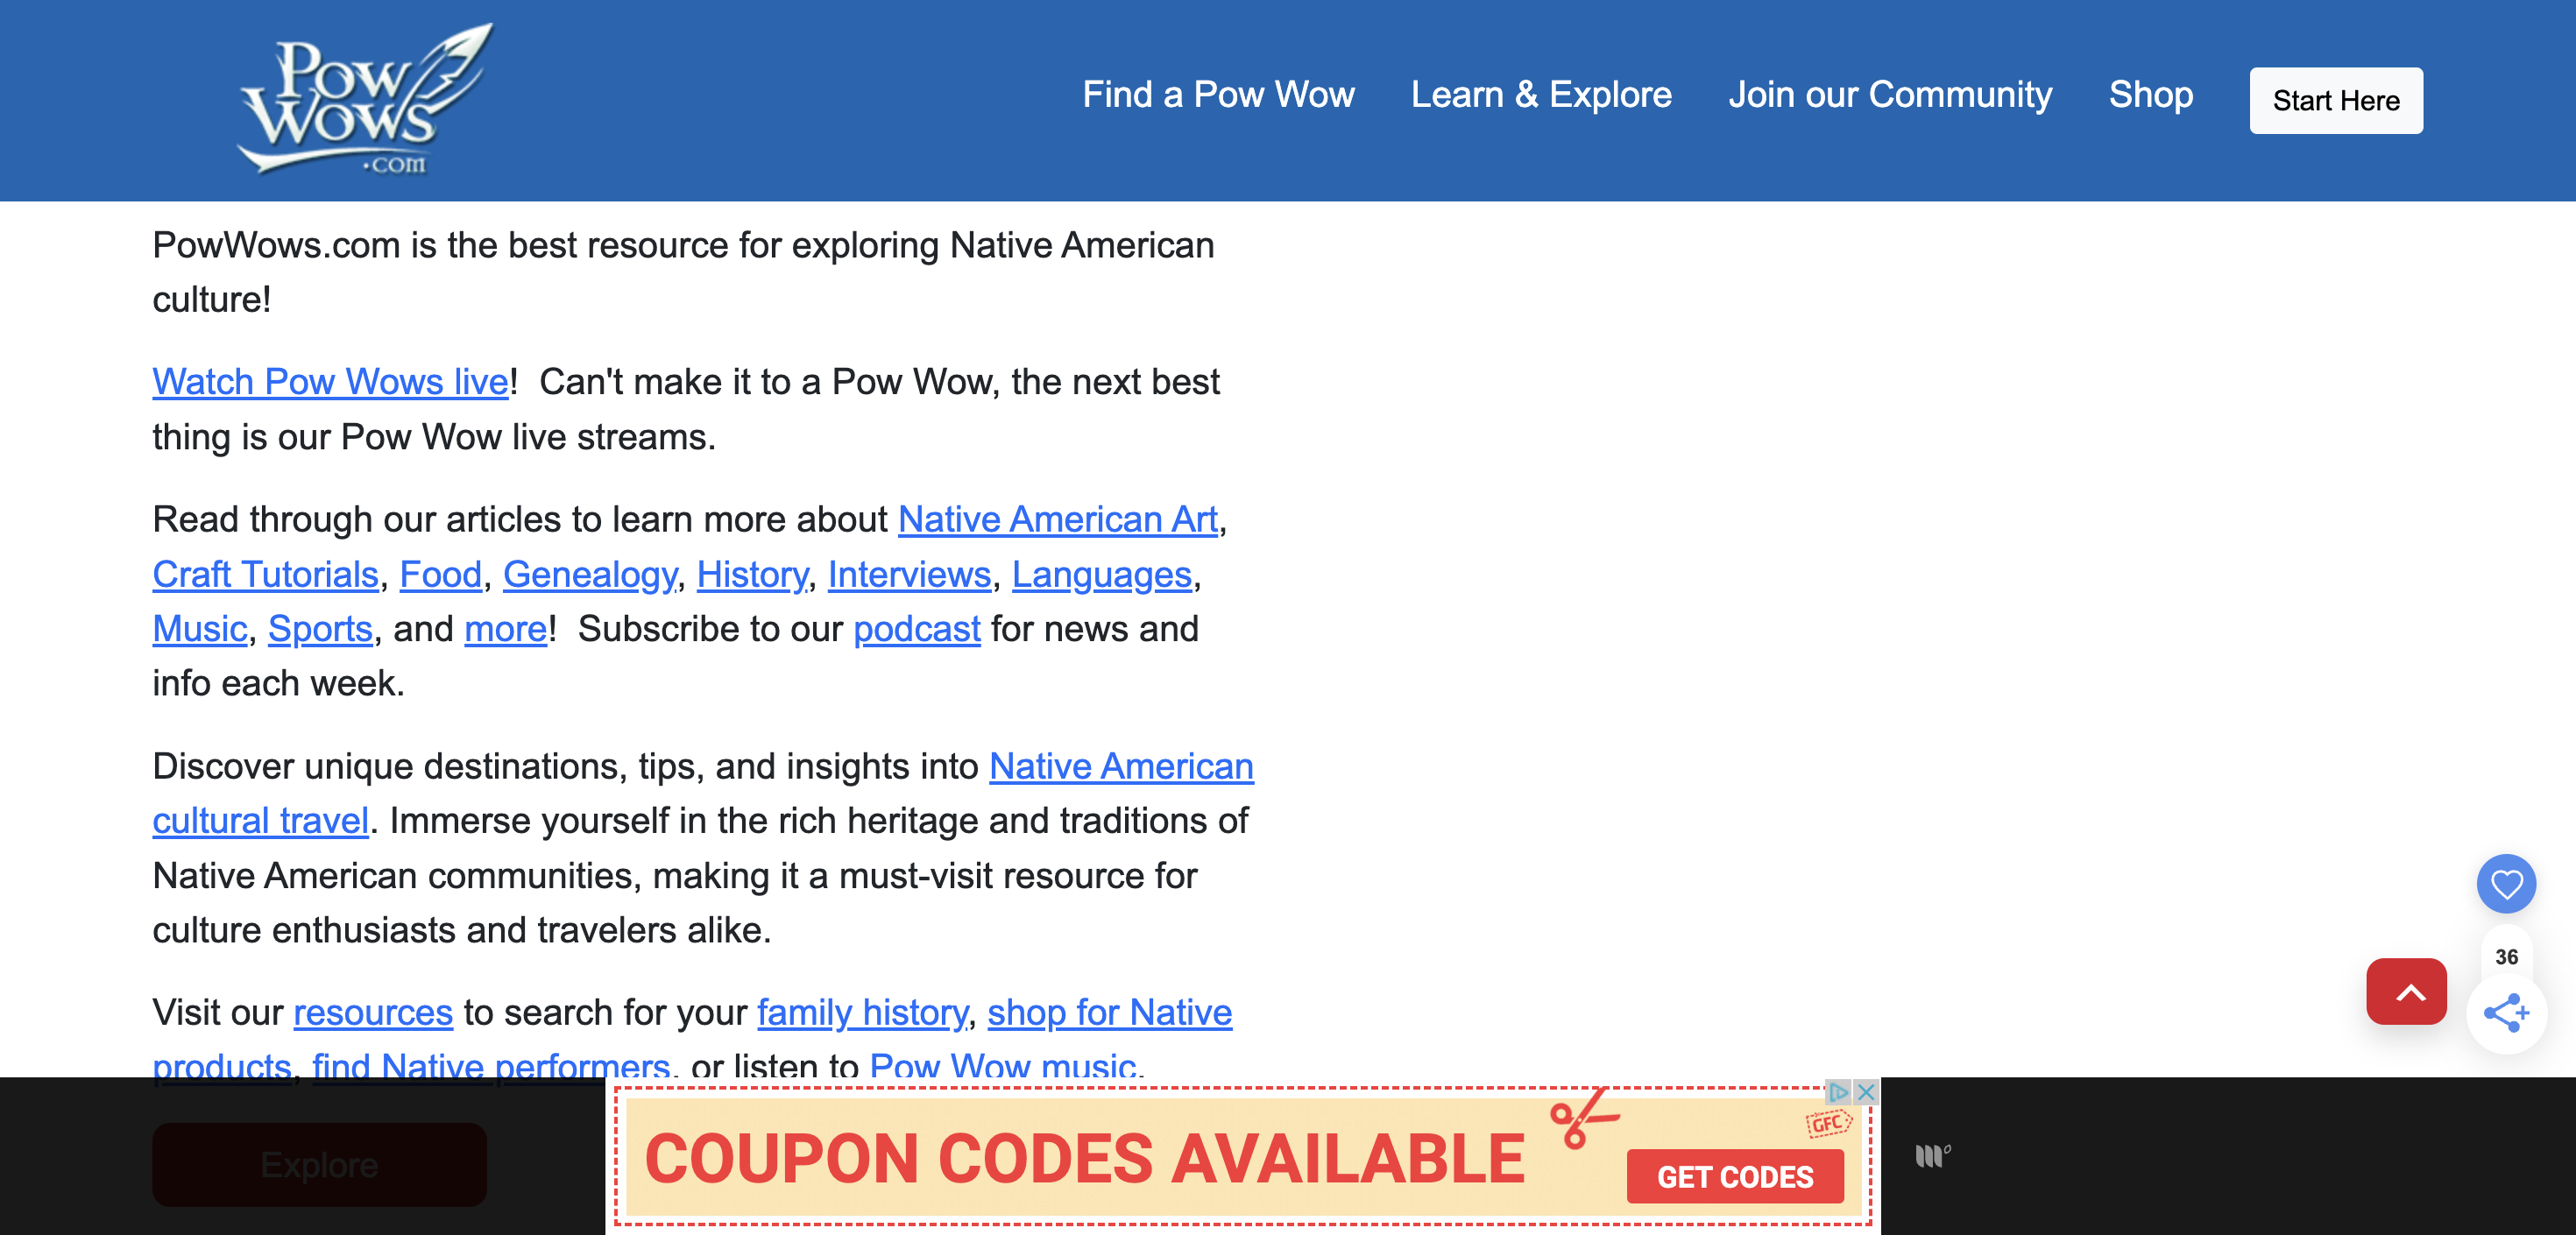 Pow
Wows
.com
Find a Pow Wow
Learn & Explore
Join our Community
Shop
Start Here
PowWows.com is the best resource for exploring Native American
culture!
Watch Pow Wows live!  Can't make it to a Pow Wow, the next best
thing is our Pow Wow live streams.
Read through our articles to learn more about Native American Art,
Craft Tutorials, Food, Genealogy, History, Interviews, Languages,
Music, Sports, and more!  Subscribe to our podcast for news and
info each week.
Discover unique destinations, tips, and insights into Native American
cultural travel. Immerse yourself in the rich heritage and traditions of
Native American communities, making it a must-visit resource for
culture enthusiasts and travelers alike.
36
Visit our resources to search for your family history, shop for Native
products, find Native performers, or listen to Pow Wow music.
Explore
COUPON CODES AVAILABLE
GFC
GET CODES